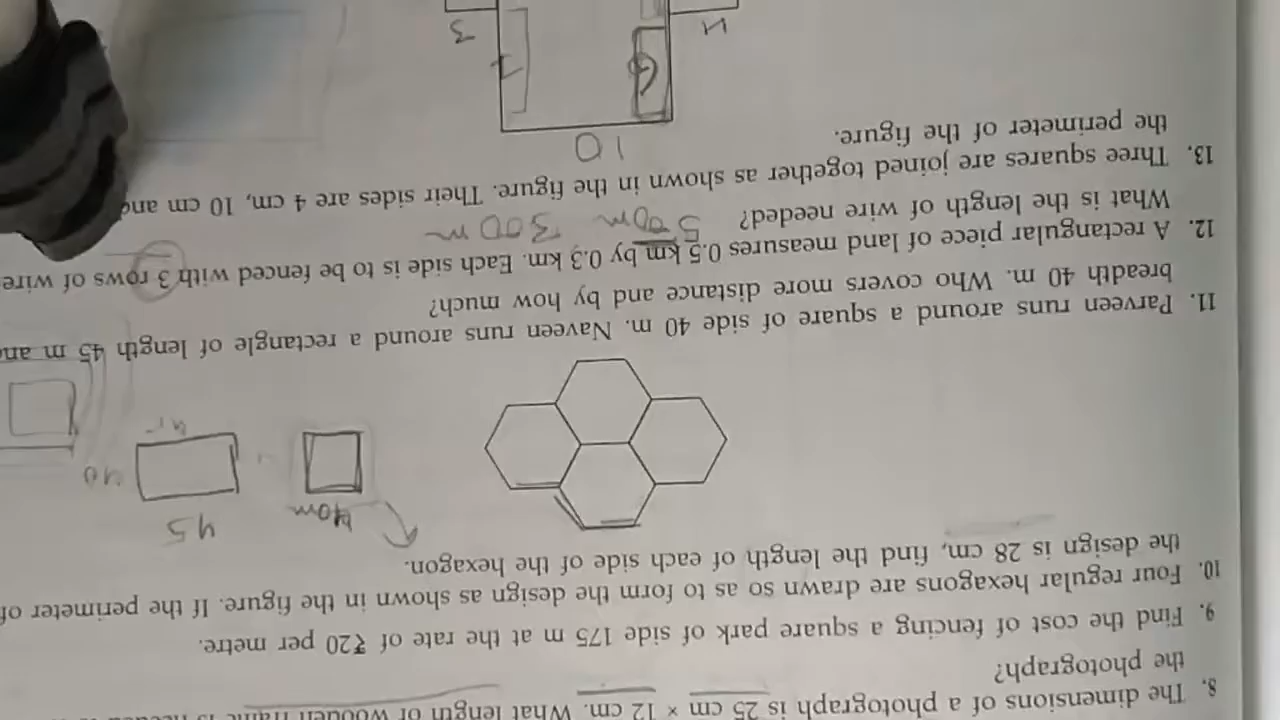 8. The dimensions of a photograph is 25 cm × 12 cm. What length of wooden frame is needed
the photograph?
9. Find the cost of fencing a square park of side 175 m at the rate of ₹20 per metre.
10. Four regular hexagons are drawn so as to form the design as shown in the figure. If the perimeter of
the design is 28 cm, find the length of each side of the hexagon.
40m
45
40
45
11. Parveen runs around a square of side 40 m. Naveen runs around a rectangle of length 45 m and
breadth 40 m. Who covers more distance and by how much?
12. A rectangular piece of land measures 0.5 km by 0.3 km. Each side is to be fenced with 3 rows of wire
What is the length of wire needed? 500m 300m
13. Three squares are joined together as shown in the figure. Their sides are 4 cm, 10 cm and
the perimeter of the figure.
10
6
7
4
3